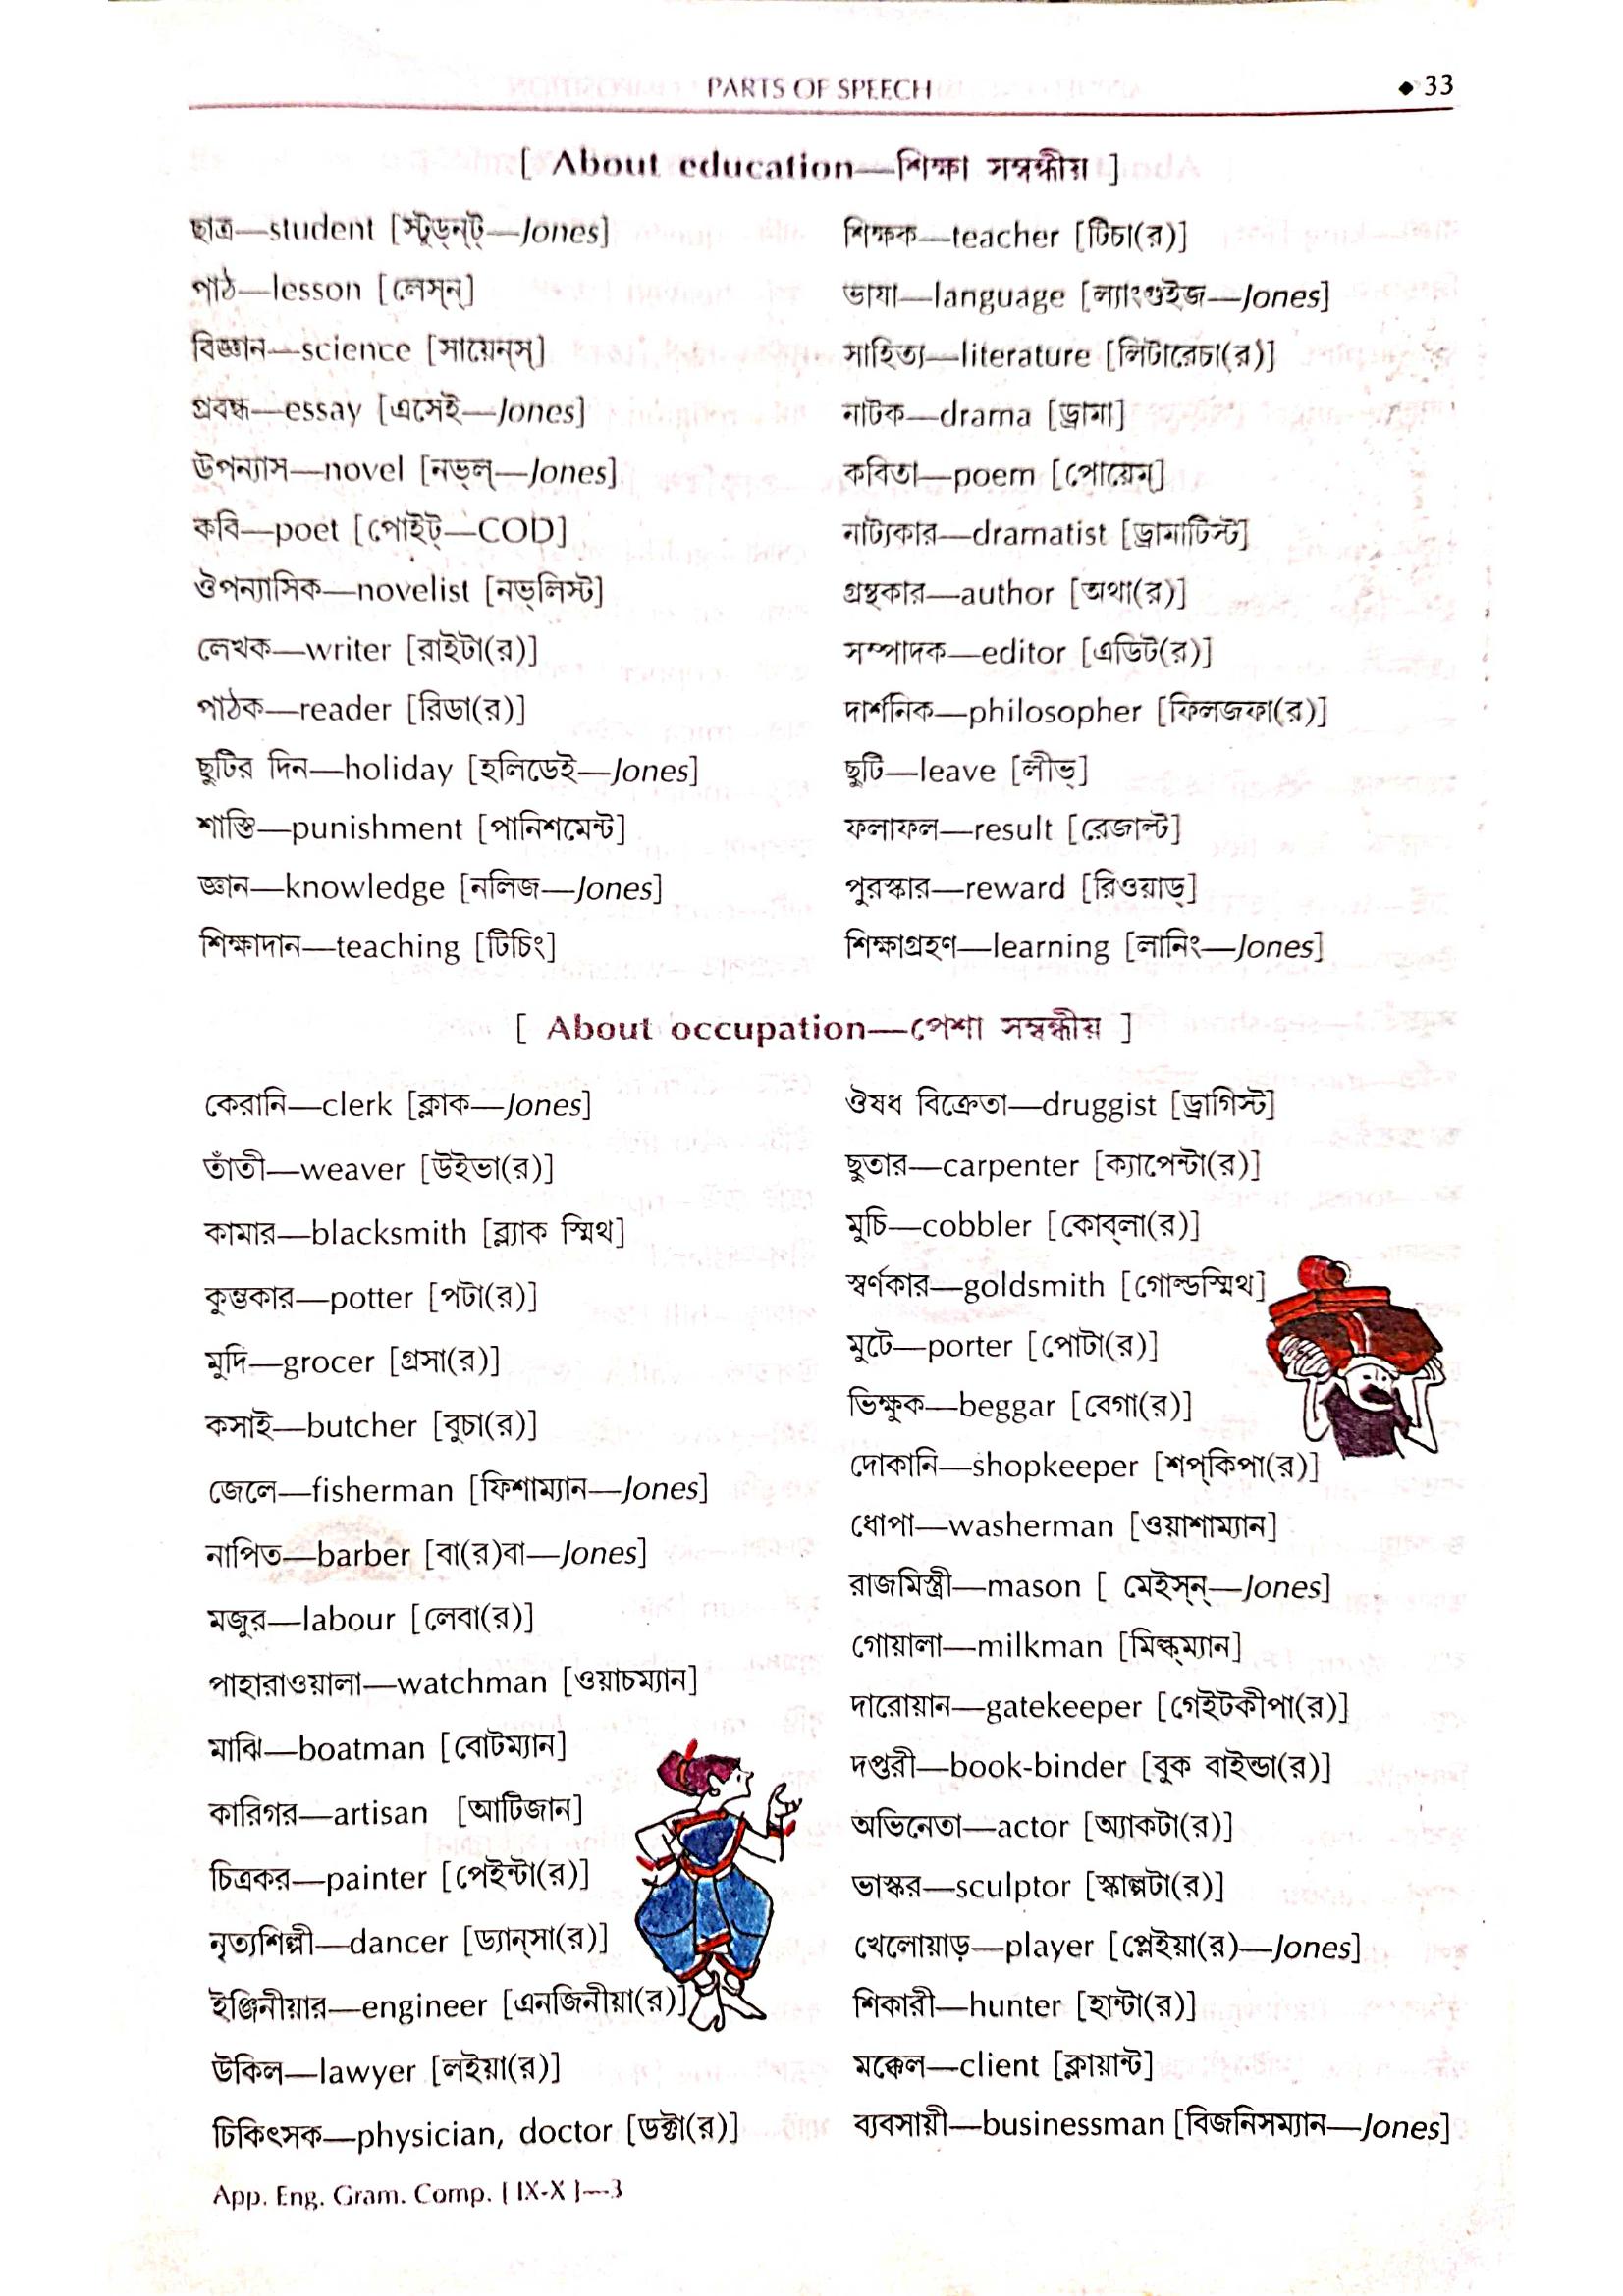 PARTS OF SPEECH
◆ 33
[ About education—শিক্ষা সম্বন্ধীয় ]
ছাত্র—student [স্টুড্‌ন্‌ট্—Jones]
পাঠ—lesson [লেস্‌ন্]
বিজ্ঞান—science [সায়েন্‌স্]
প্রবন্ধ—essay [এসেই—Jones]
উপন্যাস—novel [নভ্‌ল্—Jones]
কবি—poet [পোইট্—COD]
ঔপন্যাসিক—novelist [নভ্‌লিস্ট]
লেখক—writer [রাইটা(র)]
পাঠক—reader [রিডা(র)]
ছুটির দিন—holiday [হলিডেই—Jones]
শাস্তি—punishment [পানিশমেন্ট]
জ্ঞান—knowledge [নলিজ—Jones]
শিক্ষাদান—teaching [টিচিং]
শিক্ষক—teacher [টিচা(র)]
ভাষা—language [ল্যাংগুইজ—Jones]
সাহিত্য—literature [লিটারেচা(র)]
নাটক—drama [ড্রামা]
কবিতা—poem [পোয়েম্]
নাট্যকার—dramatist [ড্রামাটিস্ট]
গ্রন্থকার—author [অথা(র)]
সম্পাদক—editor [এডিট(র)]
দার্শনিক—philosopher [ফিলজফা(র)]
ছুটি—leave [লীভ্]
ফলাফল—result [রেজাল্ট]
পুরস্কার—reward [রিওয়াড্]
শিক্ষাগ্রহণ—learning [লানিং—Jones]
[ About occupation—পেশা সম্বন্ধীয় ]
কেরানি—clerk [ক্লাক—Jones]
তাঁতী—weaver [উইভা(র)]
কামার—blacksmith [ব্ল্যাক স্মিথ]
কুম্ভকার—potter [পটা(র)]
মুদি—grocer [গ্রসা(র)]
কসাই—butcher [বুচা(র)]
জেলে—fisherman [ফিশাম্যান—Jones]
নাপিত—barber [বা(র)বা—Jones]
মজুর—labour [লেবা(র)]
পাহারাওয়ালা—watchman [ওয়াচম্যান]
মাঝি—boatman [বোটম্যান]
কারিগর—artisan [আটিজান]
চিত্রকর—painter [পেইন্টা(র)]
নৃত্যশিল্পী—dancer [ড্যান্‌সা(র)]
ইঞ্জিনীয়ার—engineer [এনজিনীয়া(র)]
উকিল—lawyer [লইয়া(র)]
চিকিৎসক—physician, doctor [ডক্টা(র)]
ঔষধ বিক্রেতা—druggist [ড্রাগিস্ট]
ছুতার—carpenter [ক্যাপেন্টা(র)]
মুচি—cobbler [কোব্‌লা(র)]
স্বর্ণকার—goldsmith [গোল্ডস্মিথ]
মুটে—porter [পোটা(র)]
ভিক্ষুক—beggar [বেগা(র)]
দোকানি—shopkeeper [শপ্‌কিপা(র)]
ধোপা—washerman [ওয়াশাম্যান]
রাজমিস্ত্রী—mason [ মেইস্‌ন্—Jones]
গোয়ালা—milkman [মিল্ক্‌ম্যান]
দারোয়ান—gatekeeper [গেইটকীপা(র)]
দপ্তরী—book-binder [বুক বাইন্ডা(র)]
অভিনেতা—actor [অ্যাকটা(র)]
ভাস্কর—sculptor [স্কাল্পটা(র)]
খেলোয়াড়—player [প্লেইয়া(র)—Jones]
শিকারী—hunter [হান্টা(র)]
মক্কেল—client [ক্লায়ান্ট]
ব্যবসায়ী—businessman [বিজনিসম্যান—Jones]
App. Eng. Gram. Comp. [ IX-X ]—3